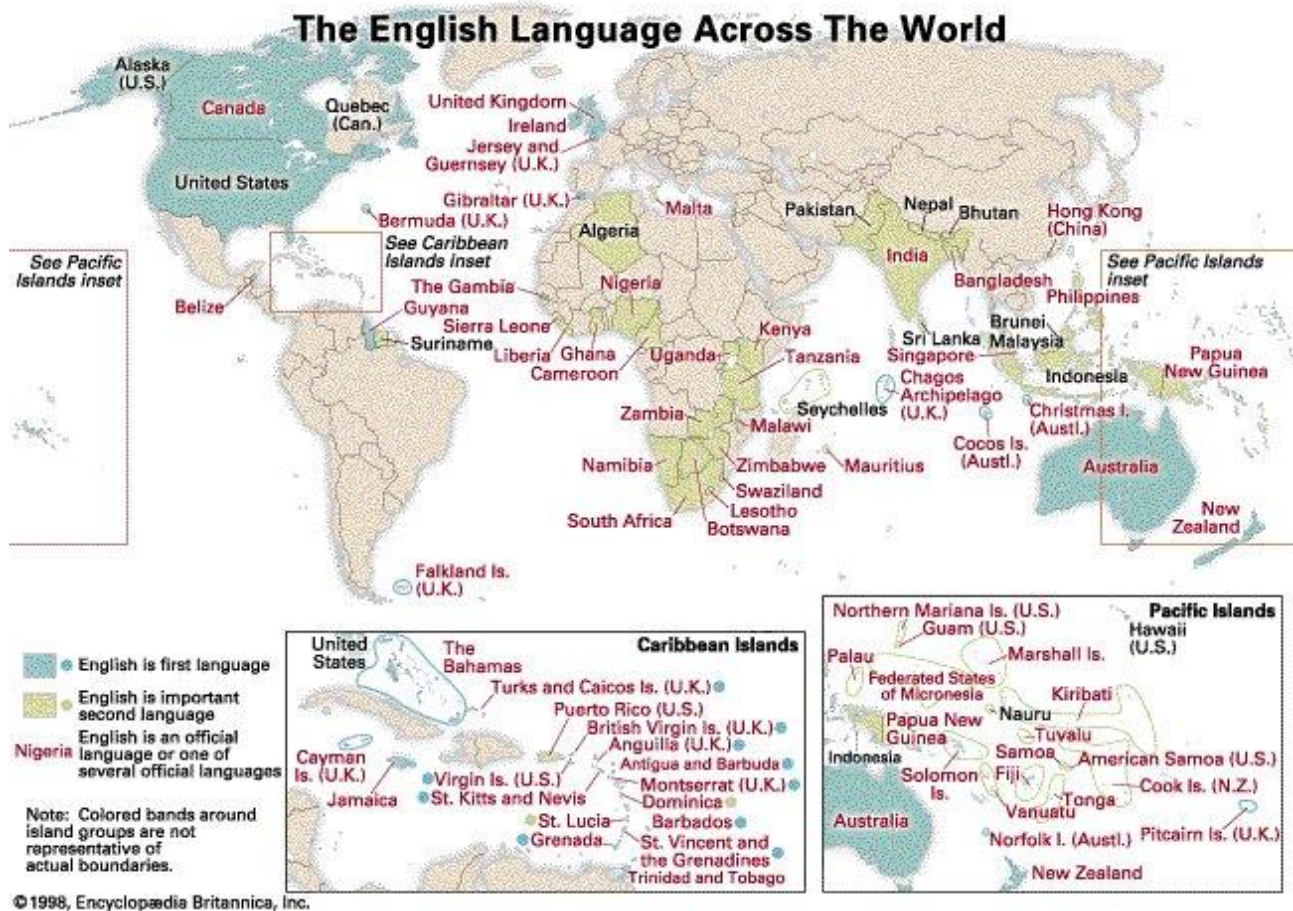 The English Language Across The World
Alaska
(U.S.)
Canada
Quebec
(Can.)
United States
United Kingdom
Ireland
Jersey and
Guernsey (U.K.)
Gibraltar (U.K.)
Malta
Bermuda (U.K.)
Algeria
Pakistan
Nepal
Bhutan
Hong Kong
(China)
India
Bangladesh
Philippines
See Pacific
Islands inset
See Caribbean
Islands inset
See Pacific Islands
inset
Belize
The Gambia
Guyana
Sierra Leone
Suriname
Liberia
Ghana
Cameroon
Nigeria
Uganda
Kenya
Tanzania
Sri Lanka
Brunei
Malaysia
Singapore
Indonesia
Papua
New Guinea
Seychelles
Chagos
Archipelago
(U.K.)
Christmas I.
(Austl.)
Cocos Is.
(Austl.)
Zambia
Malawi
Namibia
Zimbabwe
Mauritius
Swaziland
Lesotho
Botswana
South Africa
Australia
New
Zealand
Falkland Is.
(U.K.)
English is first language
English is important
second language
Nigeria
English is an official
language or one of
several official languages
Note: Colored bands around
island groups are not
representative of
actual boundaries.
Caribbean Islands
United
States
The
Bahamas
Turks and Caicos Is. (U.K.)
Puerto Rico (U.S.)
British Virgin Is. (U.K.)
Anguilla (U.K.)
Antigua and Barbuda
Cayman
Is. (U.K.)
Jamaica
Virgin Is. (U.S.)
St. Kitts and Nevis
Montserrat (U.K.)
Dominica
St. Lucia
Barbados
Grenada
St. Vincent and
the Grenadines
Trinidad and Tobago
Pacific Islands
Northern Mariana Is. (U.S.)
Guam (U.S.)
Hawaii
(U.S.)
Palau
Marshall Is.
Federated States
of Micronesia
Kiribati
Nauru
Papua New
Guinea
Tuvalu
Indonesia
Samoa
American Samoa (U.S.)
Solomon
Is.
Fiji
Cook Is. (N.Z.)
Tonga
Vanuatu
Australia
Norfolk I. (Austl.)
Pitcairn Is. (U.K.)
New Zealand
©1998, Encyclopædia Britannica, Inc.